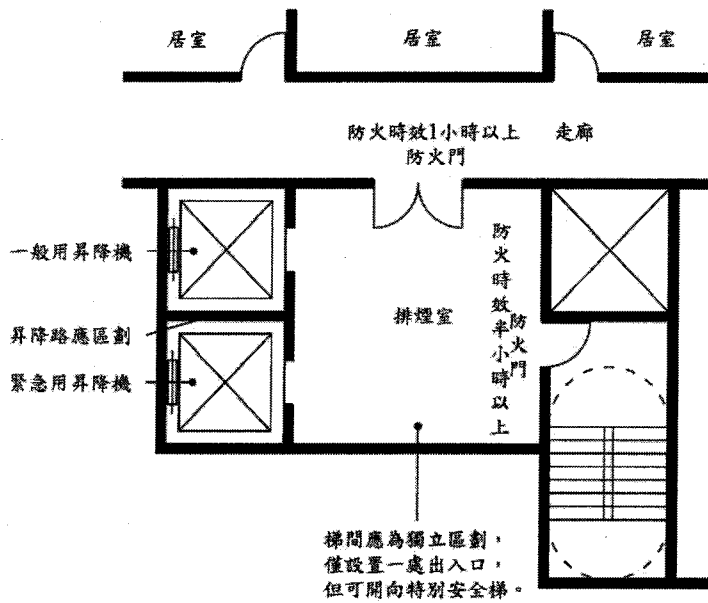 居室
居室
居室
防火時效1小時以上
防火門
走廊
一般用昇降機
昇降路應區劃
緊急用昇降機
排煙室
防火時效半小時以上
防火門
梯間應為獨立區劃，
僅設置一處出入口，
但可開向特別安全梯。